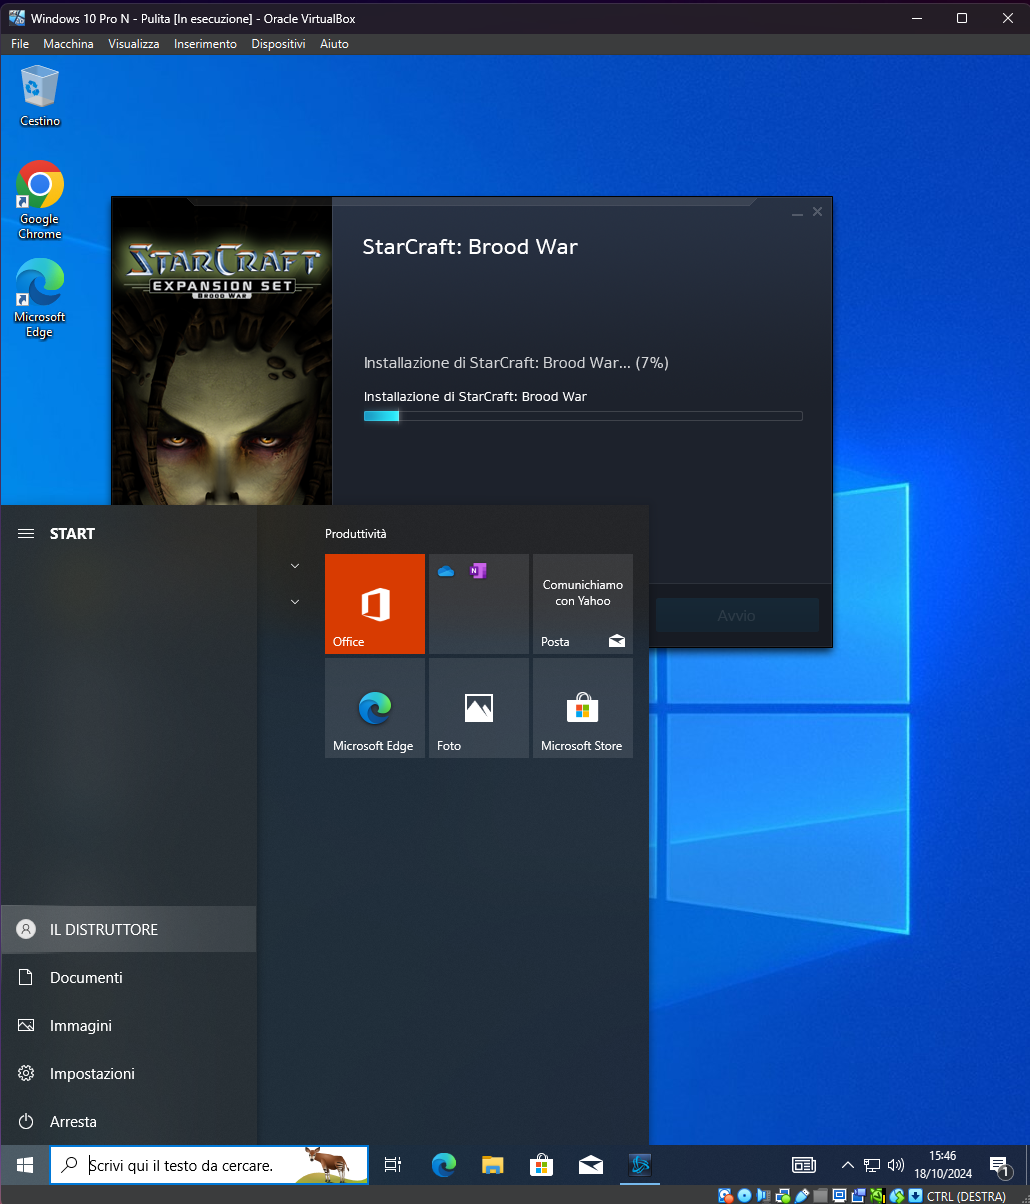 Windows 10 Pro N - Pulita [In esecuzione] - Oracle VirtualBox
File Macchina Visualizza Inserimento Dispositivi Aiuto
Cestino
Google
Chrome
Microsoft
Edge
STARCRAFT
EXPANSION SET
BROOD WAR
StarCraft: Brood War
Installazione di StarCraft: Brood War... (7%)
Installazione di StarCraft: Brood War
Avvio
START
Produttività
Office
N
Comunichiamo
con Yahoo
Posta
Microsoft Edge
Foto
Microsoft Store
IL DISTRUTTORE
Documenti
Immagini
Impostazioni
Arresta
Scrivi qui il testo da cercare.
15:46
18/10/2024
1
CTRL (DESTRA)